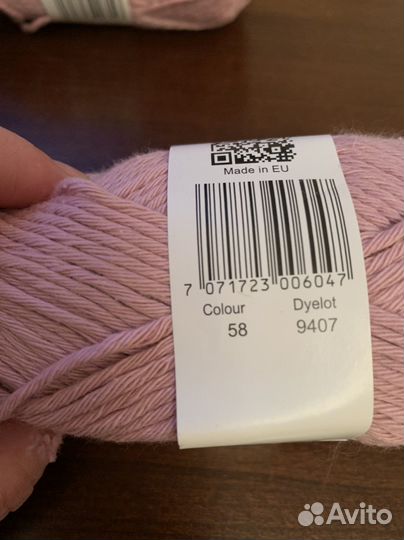 Made in EU
7 071723 006047
Colour Dyelot
58 9407
Avito